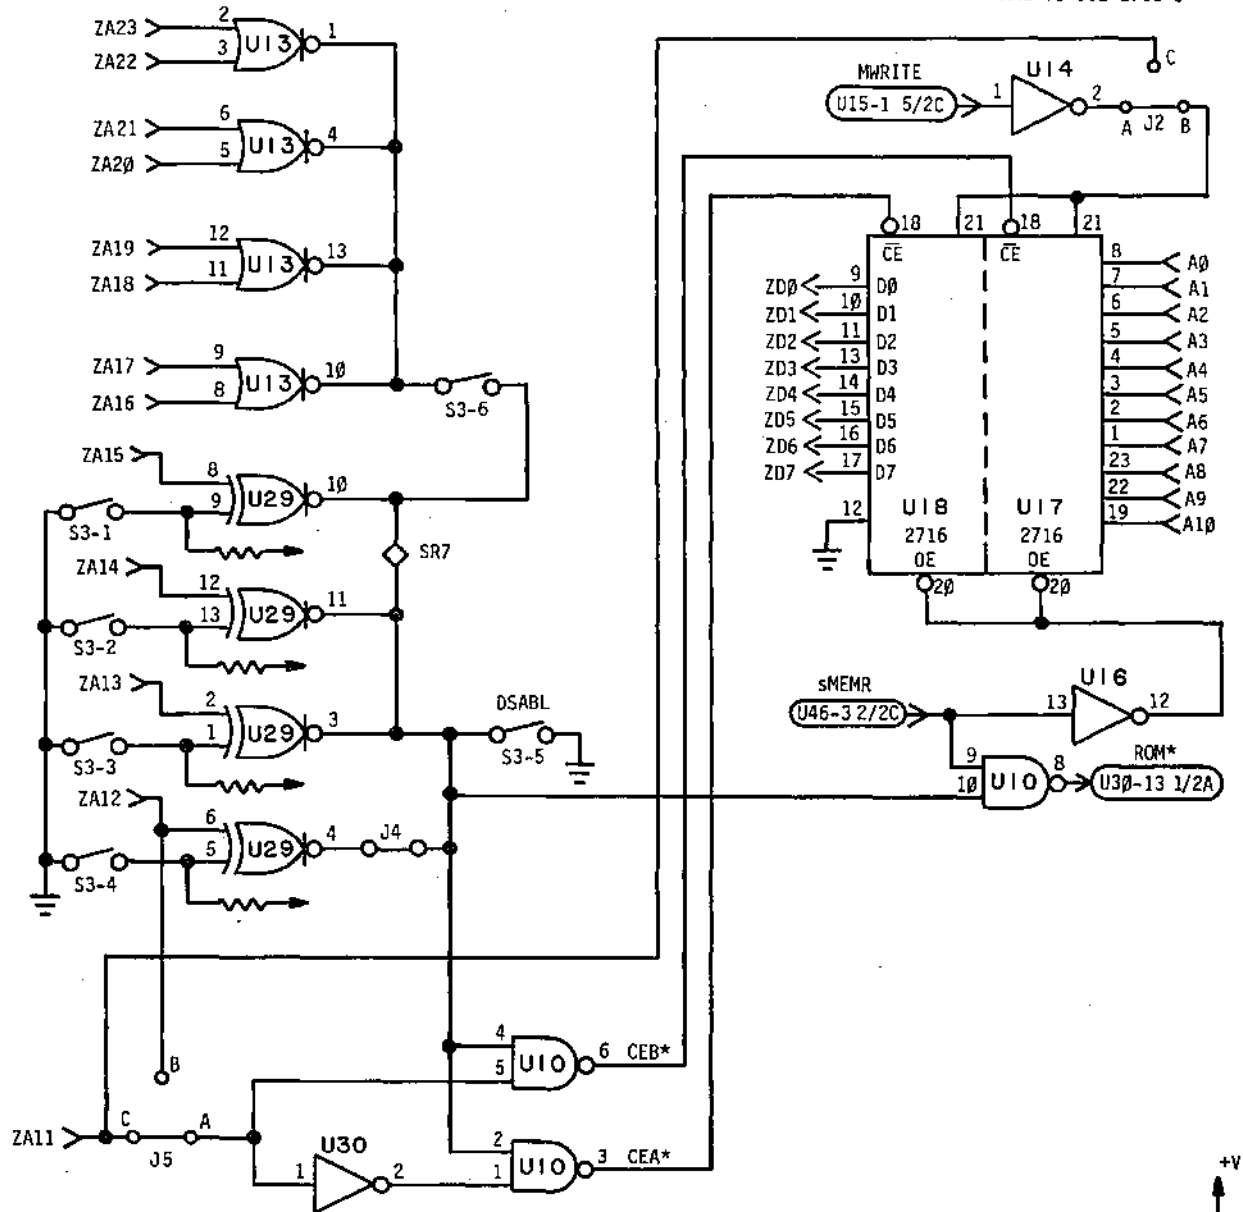 ZA23
2
3
1
U13
ZA22
ZA21
6
5
4
U13
ZA2Ø
ZA19
12
11
13
U13
ZA18
ZA17
9
8
1Ø
U13
ZA16
S3-6
ZA15
8
9
1Ø
U29
S3-1
SR7
ZA14
12
13
11
U29
S3-2
ZA13
2
1
3
U29
S3-3
DSABL
S3-5
ZA12
6
5
4
U29
J4
S3-4
B
ZA11
C
A
J5
4
5
6
U10
CEB*
U30
1
2
2
1
3
U10
CEA*
C
MWRITE
U15-1 5/2C
U14
1
2
A
J2
B
18
21
18
21
CE
CE
ZDØ
9
DØ
ZD1
1Ø
D1
ZD2
11
D2
ZD3
13
D3
ZD4
14
D4
ZD5
15
D5
ZD6
16
D6
ZD7
17
D7
12
8
AØ
7
A1
6
A2
5
A3
4
A4
3
A5
2
A6
1
A7
23
A8
22
A9
19
A1Ø
U18
U17
2716
2716
OE
OE
2Ø
2Ø
sMEMR
U46-3 2/2C
U16
13
12
9
1Ø
8
U10
ROM*
U3Ø-13 1/2A
+V